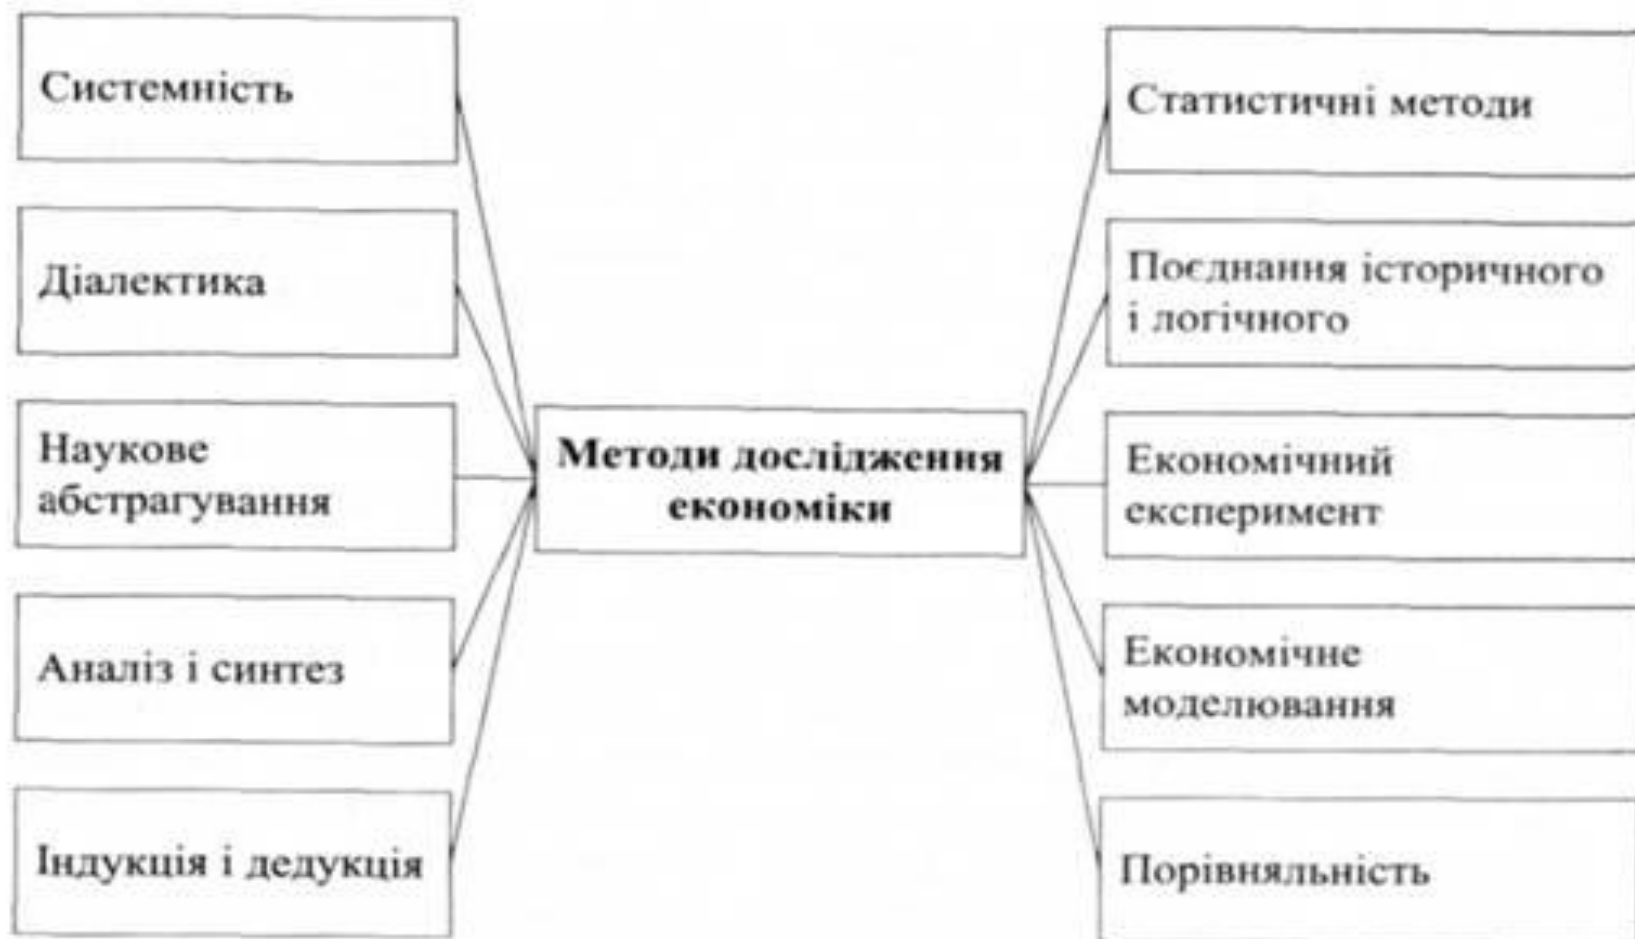 Системність
Діалектика
Наукове
абстрагування
Аналіз і синтез
Індукція і дедукція
Методи дослідження
економіки
Статистичні методи
Поєднання історичного
і логічного
Економічний
експеримент
Економічне
моделювання
Порівняльність